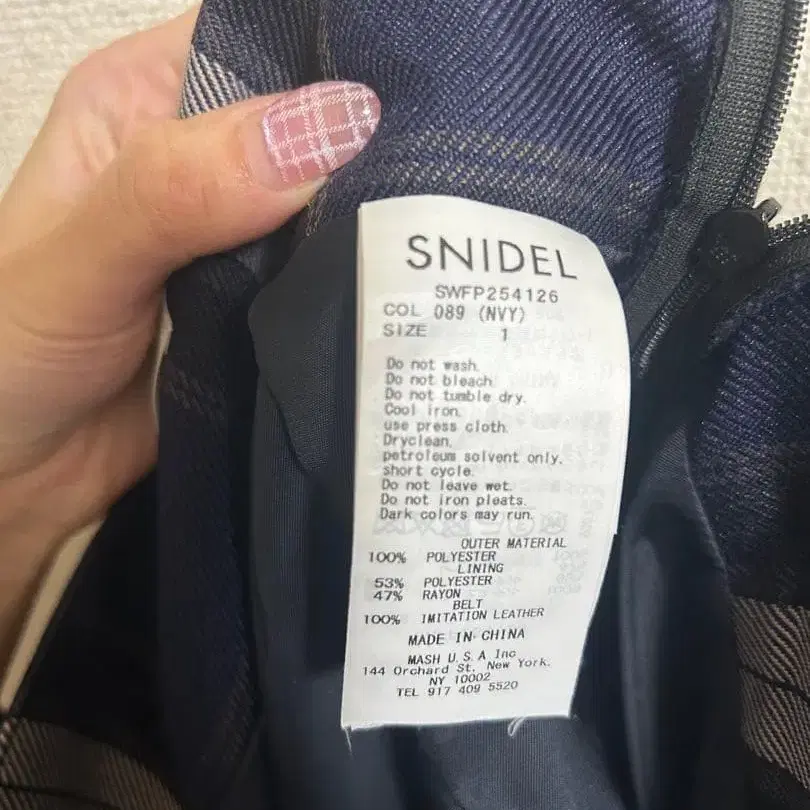 SNIDEL
SWFP254126
COL 089 (NVY)
SIZE 1
Do not wash.
Do not bleach.
Do not tumble dry.
Cool iron.
use press cloth.
Dryclean.
petroleum solvent only.
short cycle.
Do not leave wet.
Do not iron pleats.
Dark colors may run.
OUTER MATERIAL
100% POLYESTER
LINING
53% POLYESTER
47% RAYON
BELT
100% IMITATION LEATHER
MADE IN CHINA
MASH U.S.A Inc
144 Orchard St. New York.
NY 10002
TEL 917 409 5520